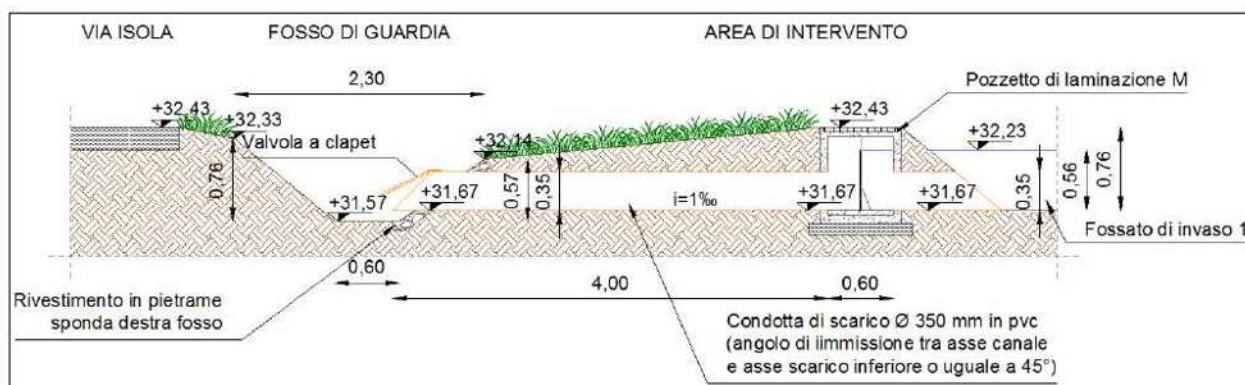 VIA ISOLA
FOSSO DI GUARDIA
AREA DI INTERVENTO
2,30
Pozzetto di laminazione M
+32,43
+32,33
+32,43
+32,23
Valvola a clapet
+32,14
0,76
0,57
0,35
0,35
0,56
0,76
+31,57
+31,67
i=1‰
+31,67
+31,67
Fossato di invaso 1
0,60
4,00
0,60
Rivestimento in pietrame
sponda destra fosso
Condotta di scarico Ø 350 mm in pvc
(angolo di iimmissione tra asse canale
e asse scarico inferiore o uguale a 45°)